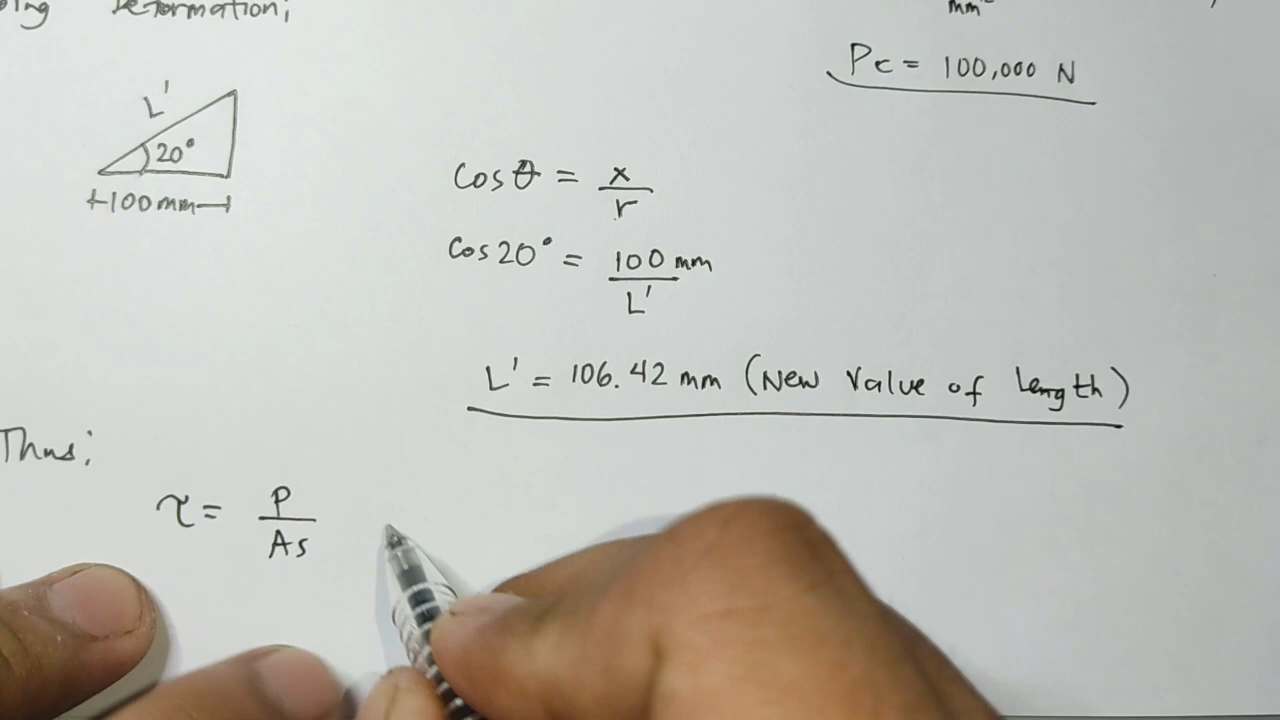 Deformation;
mm²
Pc = 100,000 N
L'
20°
100mm
Cos θ = x / r
Cos 20° = 100 mm / L'
L' = 106.42 mm (New Value of Length)
Thus;
τ = P / As